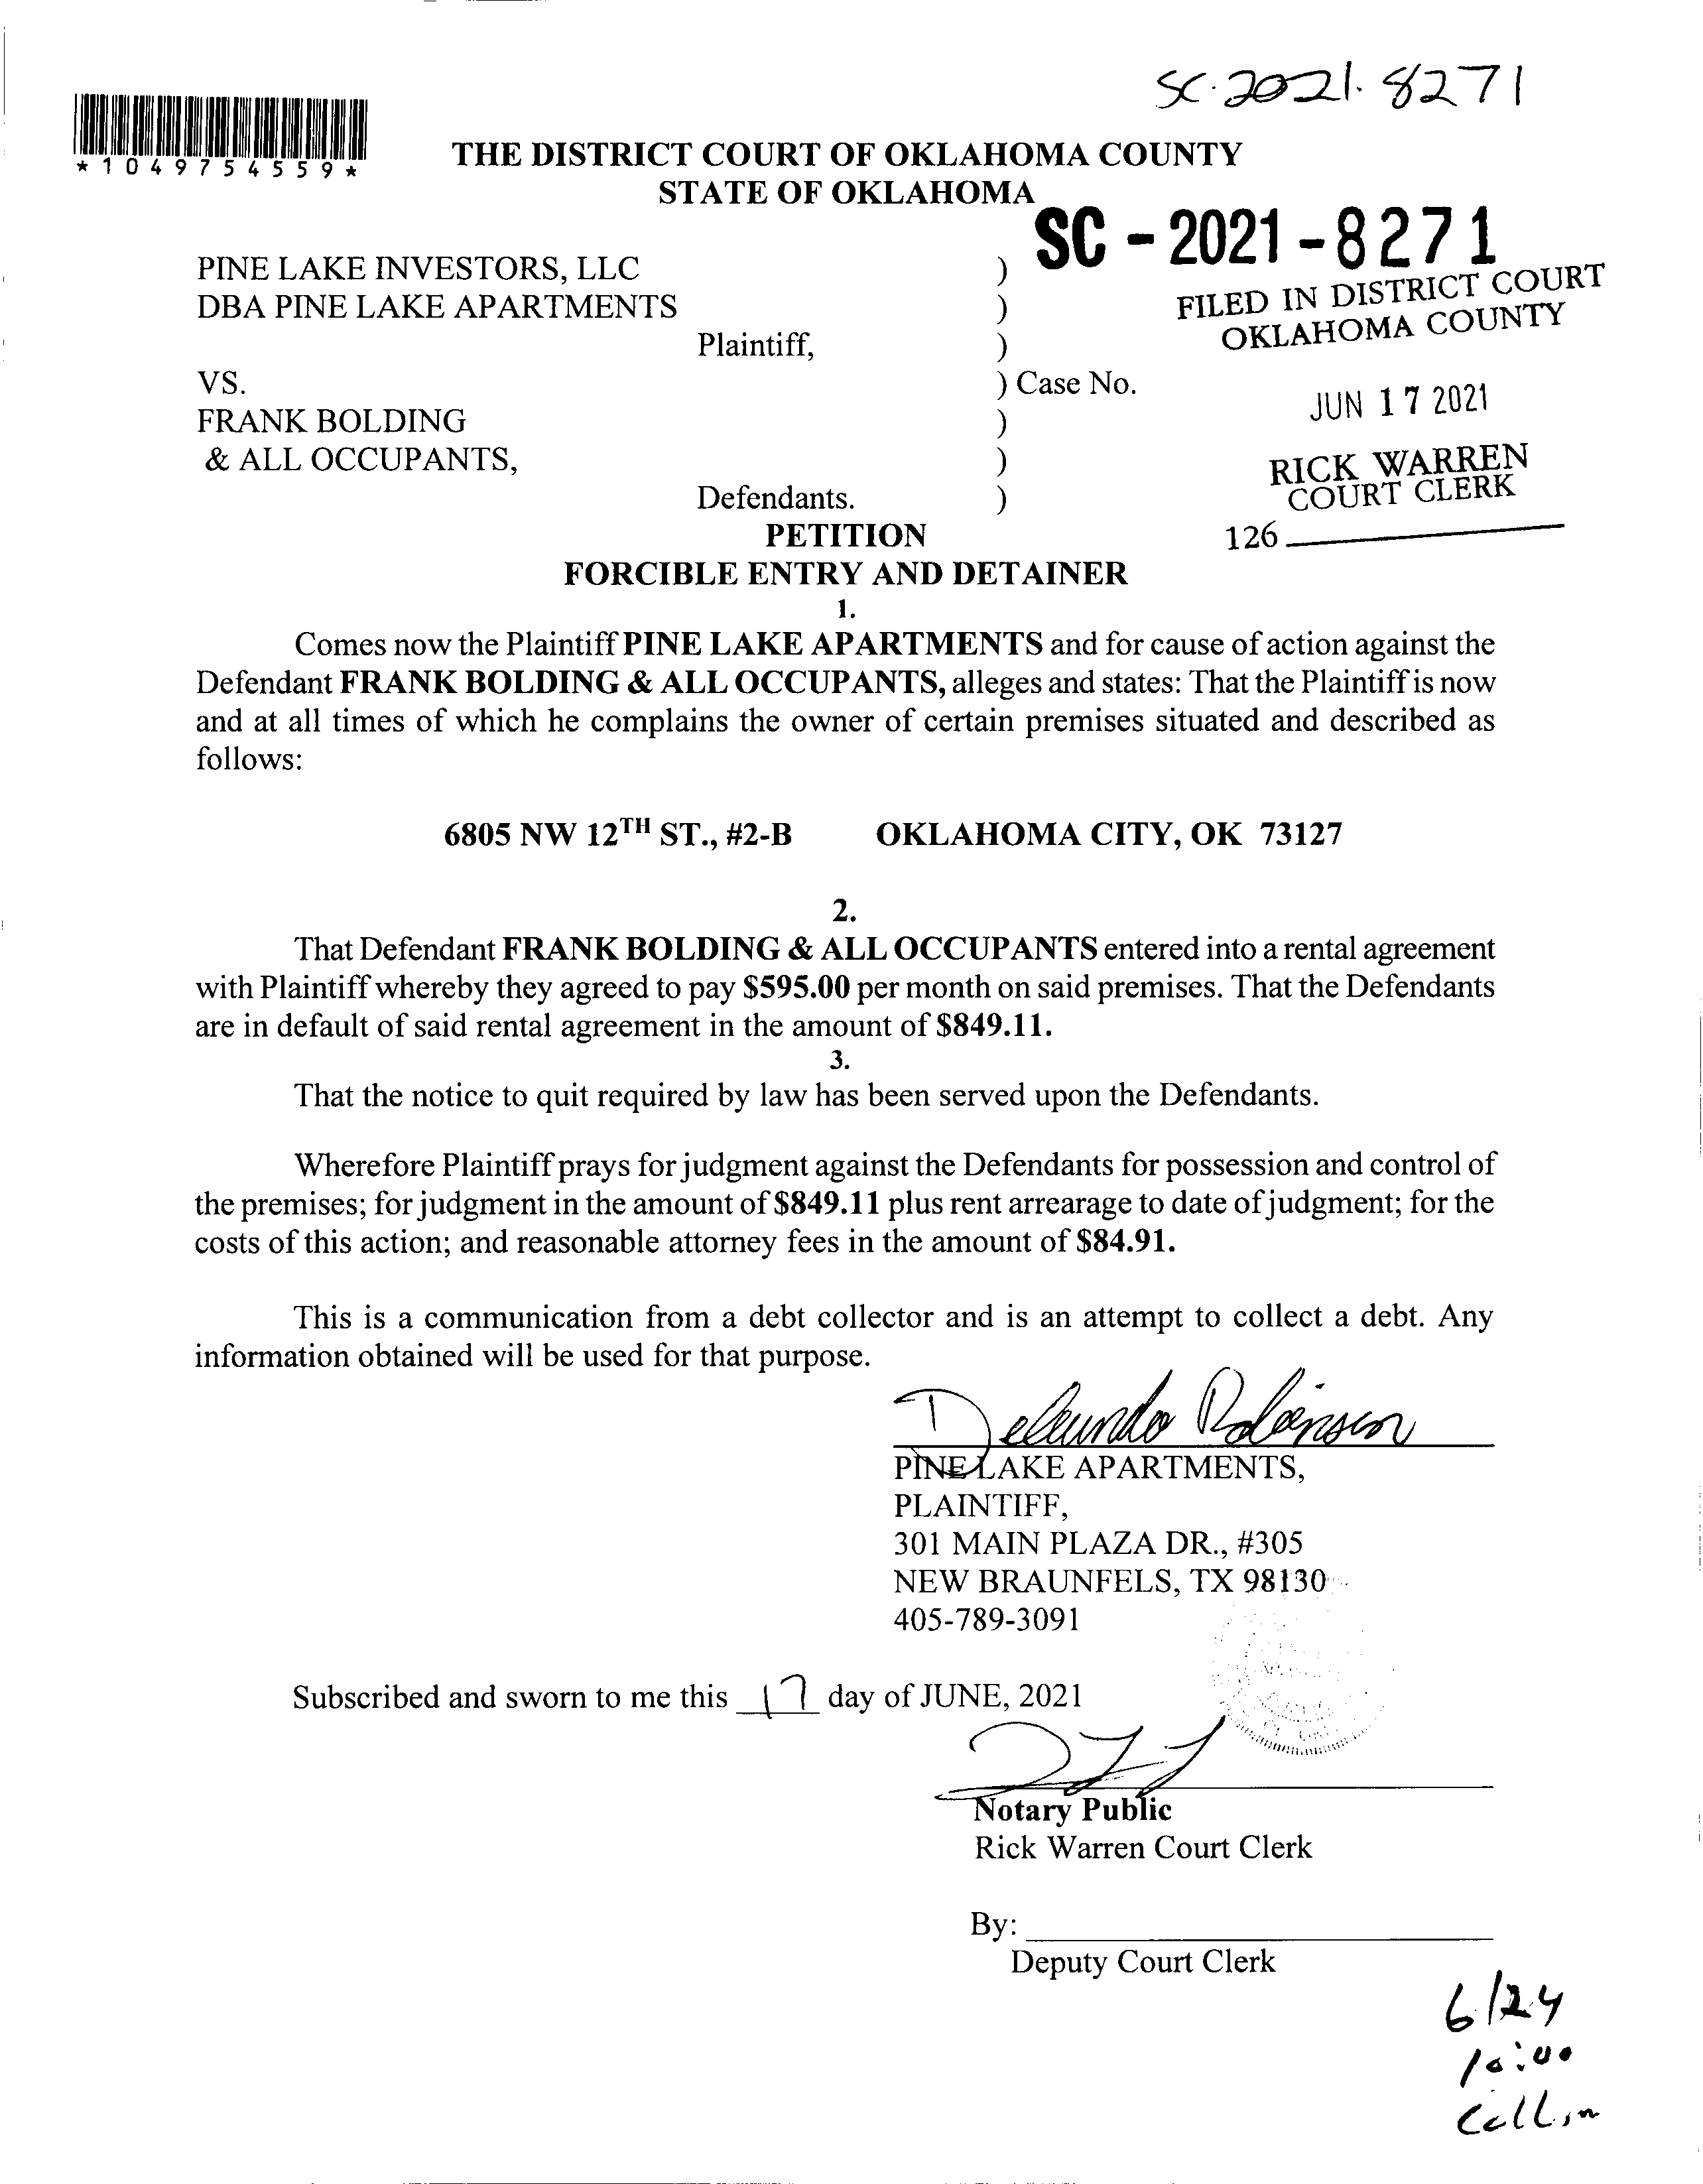 SC-2021-8271
*1049754559*
THE DISTRICT COURT OF OKLAHOMA COUNTY
STATE OF OKLAHOMA
SC - 2021 - 8271
PINE LAKE INVESTORS, LLC )
DBA PINE LAKE APARTMENTS )
Plaintiff, )
VS. ) Case No.
FRANK BOLDING )
& ALL OCCUPANTS, )
Defendants. )
FILED IN DISTRICT COURT
OKLAHOMA COUNTY
JUN 17 2021
RICK WARREN
COURT CLERK
126
PETITION
FORCIBLE ENTRY AND DETAINER
1.
Comes now the Plaintiff PINE LAKE APARTMENTS and for cause of action against the
Defendant FRANK BOLDING & ALL OCCUPANTS, alleges and states: That the Plaintiff is now
and at all times of which he complains the owner of certain premises situated and described as
follows:
6805 NW 12TH ST., #2-B OKLAHOMA CITY, OK 73127
2.
That Defendant FRANK BOLDING & ALL OCCUPANTS entered into a rental agreement
with Plaintiff whereby they agreed to pay $595.00 per month on said premises. That the Defendants
are in default of said rental agreement in the amount of $849.11.
3.
That the notice to quit required by law has been served upon the Defendants.
Wherefore Plaintiff prays for judgment against the Defendants for possession and control of
the premises; for judgment in the amount of $849.11 plus rent arrearage to date of judgment; for the
costs of this action; and reasonable attorney fees in the amount of $84.91.
This is a communication from a debt collector and is an attempt to collect a debt. Any
information obtained will be used for that purpose.
PINE LAKE APARTMENTS,
PLAINTIFF,
301 MAIN PLAZA DR., #305
NEW BRAUNFELS, TX 98130
405-789-3091
Subscribed and sworn to me this 17 day of JUNE, 2021
Notary Public
Rick Warren Court Clerk
By:
Deputy Court Clerk
6/24
10:00